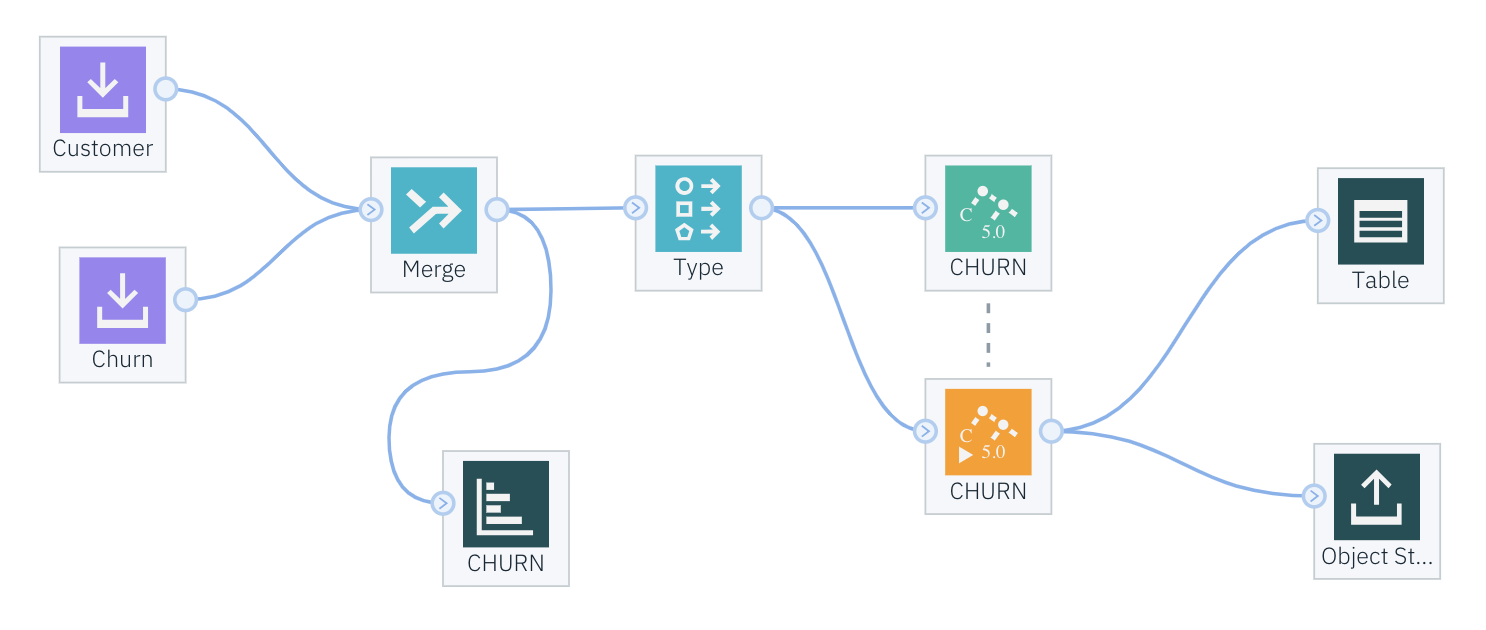 Customer
Churn
Merge
CHURN
Type
C
5.0
CHURN
C
5.0
CHURN
Table
Object St...